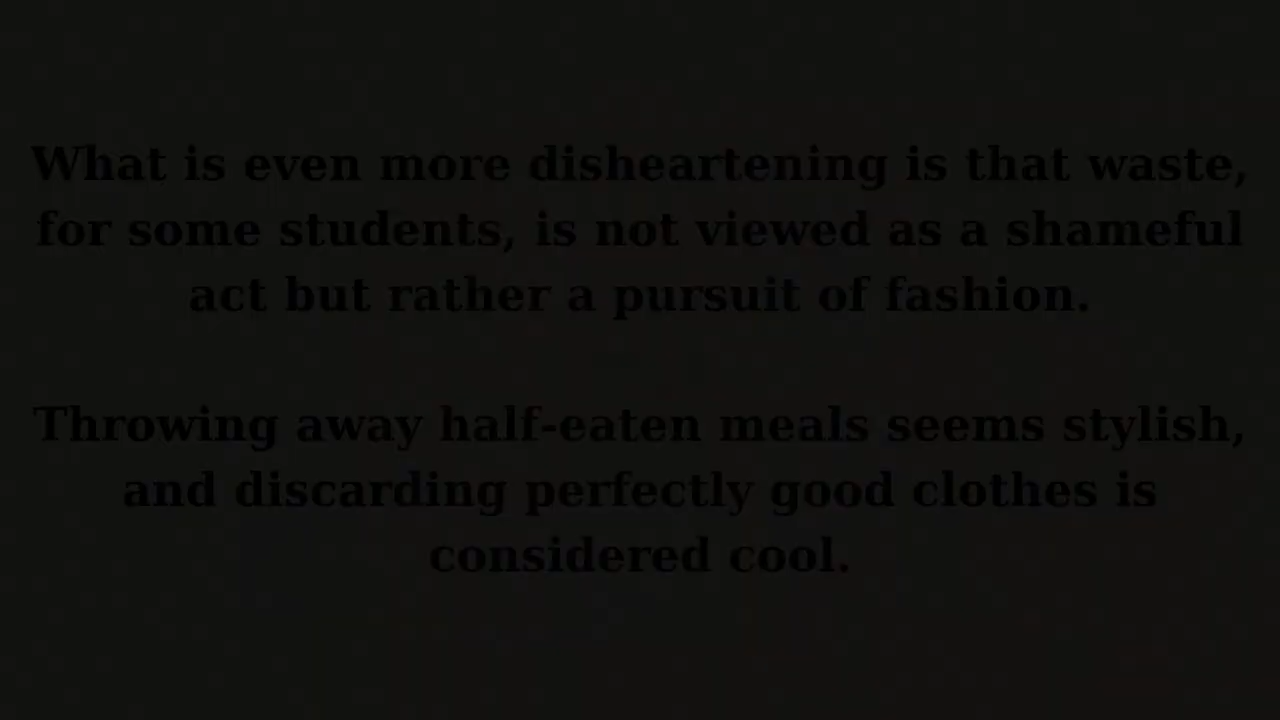 What is even more disheartening is that waste,
for some students, is not viewed as a shameful
act but rather a pursuit of fashion.
Throwing away half-eaten meals seems stylish,
and discarding perfectly good clothes is
considered cool.